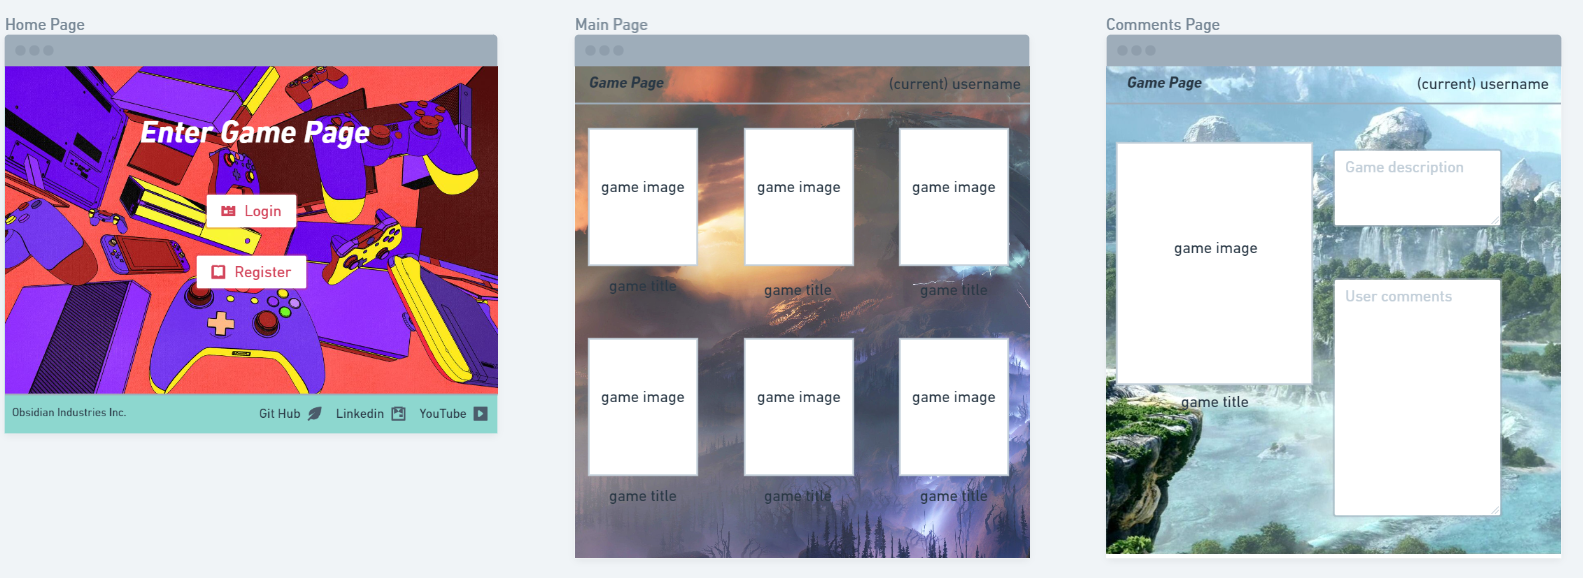 Home Page
Enter Game Page
Login
Register
Obsidian Industries Inc.
Git Hub
Linkedin
YouTube
Main Page
Game Page
(current) username
game image
game image
game image
game title
game title
game title
game image
game image
game image
game title
game title
game title
Comments Page
Game Page
(current) username
game image
game title
Game description
User comments